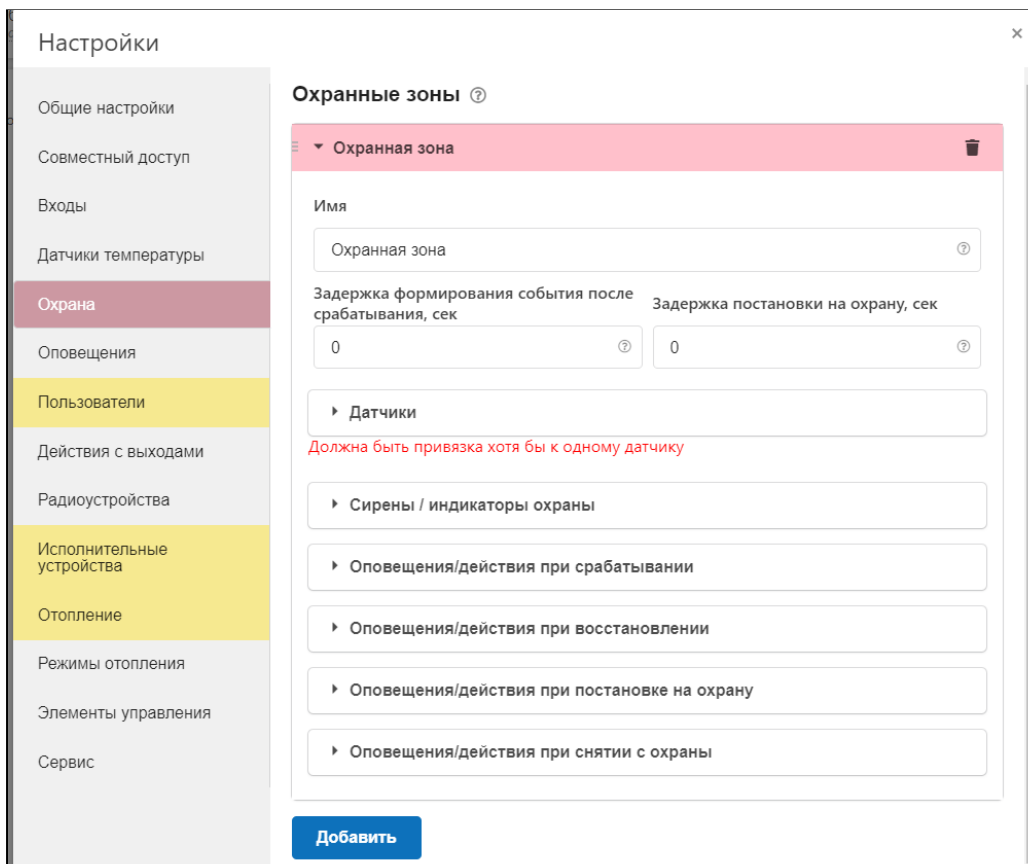 Настройки
Общие настройки
Совместный доступ
Входы
Датчики температуры
Охрана
Оповещения
Пользователи
Действия с выходами
Радиоустройства
Исполнительные
устройства
Отопление
Режимы отопления
Элементы управления
Сервис
Охранные зоны
Охранная зона
Имя
Охранная зона
Задержка формирования события после
срабатывания, сек
Задержка постановки на охрану, сек
0
0
Датчики
Должна быть привязка хотя бы к одному датчику
Сирены / индикаторы охраны
Оповещения/действия при срабатывании
Оповещения/действия при восстановлении
Оповещения/действия при постановке на охрану
Оповещения/действия при снятии с охраны
Добавить